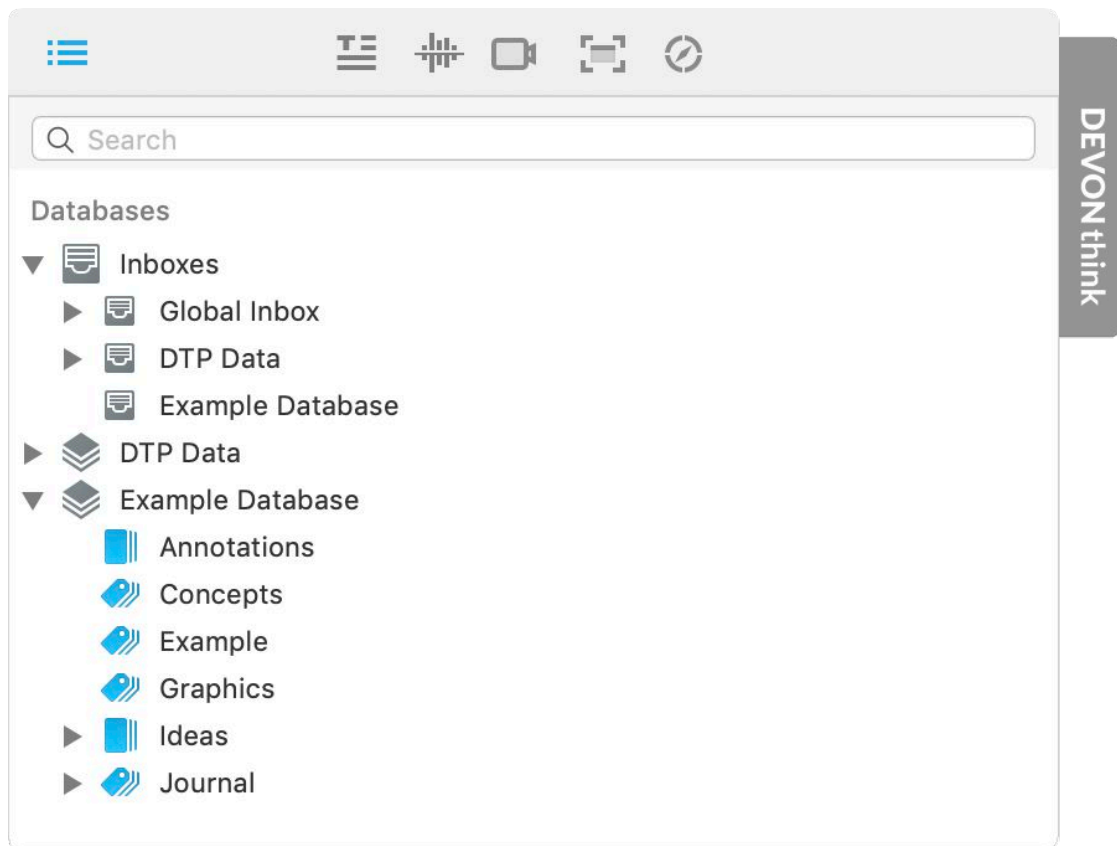 Search
DEVONthink
Databases
Inboxes
Global Inbox
DTP Data
Example Database
DTP Data
Example Database
Annotations
Concepts
Example
Graphics
Ideas
Journal